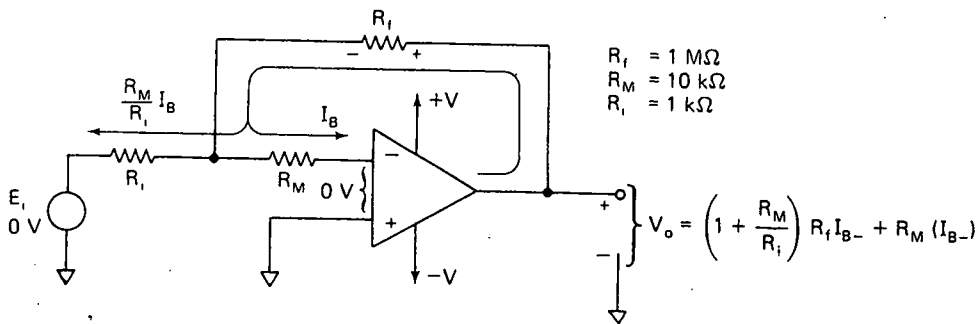 R_f
− +
R_f = 1 MΩ
R_M = 10 kΩ
R_i = 1 kΩ
R_M/R_i I_B
I_B
+V
R_i
R_M
−
0 V
+
E_i
0 V
−V
+
−
V_o = (1 + R_M/R_i) R_f I_B− + R_M (I_B−)